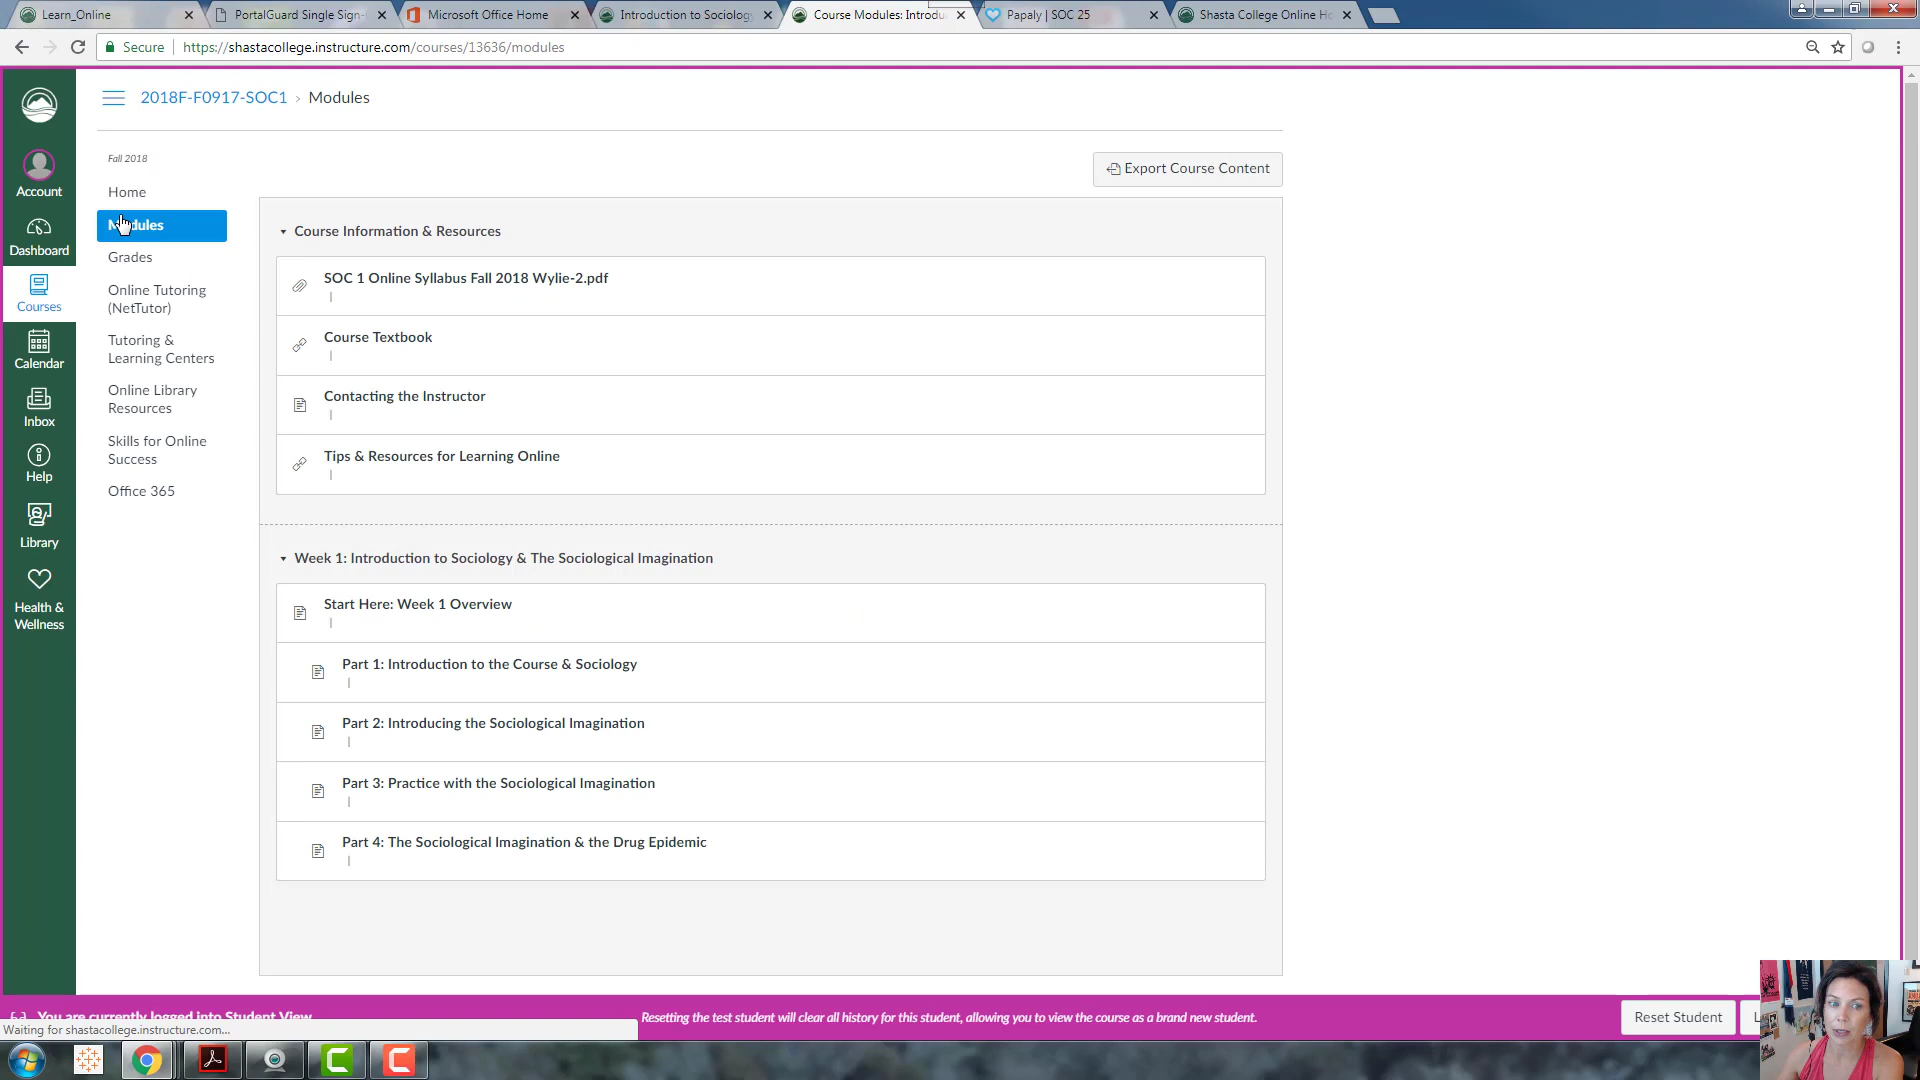 Learn_Online
PortalGuard Single Sign-
Microsoft Office Home
Introduction to Sociology
Course Modules: Introdu
Papaly | SOC 25
Shasta College Online Ho
Secure
https://shastacollege.instructure.com/courses/13636/modules
2018F-F0917-SOC1 › Modules
Fall 2018
Home
Modules
Grades
Online Tutoring
(NetTutor)
Tutoring &
Learning Centers
Online Library
Resources
Skills for Online
Success
Office 365
Account
Dashboard
Courses
Calendar
Inbox
Help
Library
Health &
Wellness
Export Course Content
Course Information & Resources
SOC 1 Online Syllabus Fall 2018 Wylie-2.pdf
Course Textbook
Contacting the Instructor
Tips & Resources for Learning Online
Week 1: Introduction to Sociology & The Sociological Imagination
Start Here: Week 1 Overview
Part 1: Introduction to the Course & Sociology
Part 2: Introducing the Sociological Imagination
Part 3: Practice with the Sociological Imagination
Part 4: The Sociological Imagination & the Drug Epidemic
You are currently logged into Student View
Resetting the test student will clear all history for this student, allowing you to view the course as a brand new student.
Reset Student
Waiting for shastacollege.instructure.com...